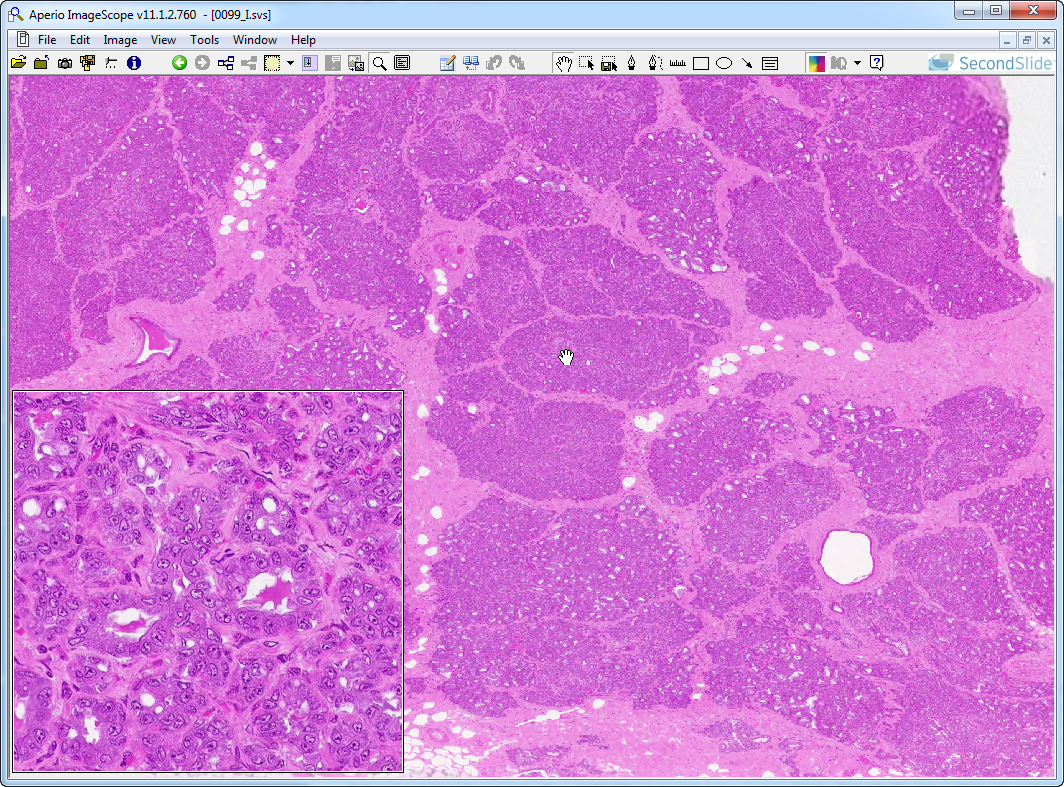 Aperio ImageScope v11.1.2.760 - [0099_I.svs]
File Edit Image View Tools Window Help
SecondSlide